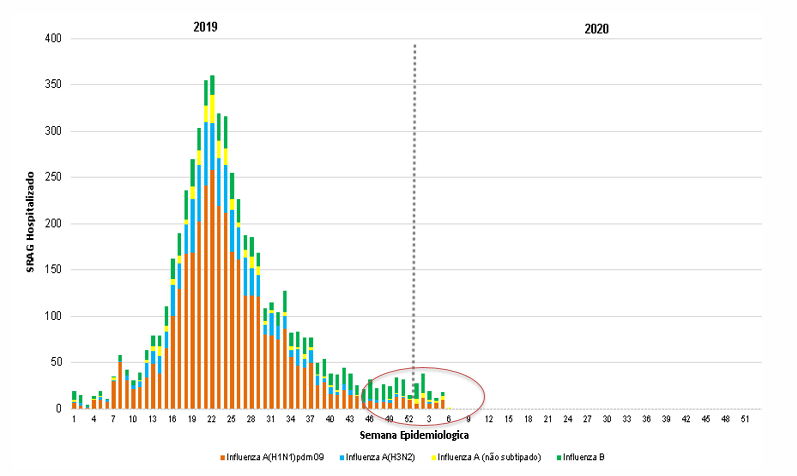 2019
2020
400
350
300
250
200
150
100
50
0
SRAG Hospitalizado
1 4 7 10 13 16 19 22 25 28 31 34 37 40 43 46 49 52 3 6 9 12 15 18 21 24 27 30 33 36 39 42 45 48 51
Semana Epidemiologica
Influenza A(H1N1)pdm09 Influenza A(H3N2) Influenza A (não subtipado) Influenza B